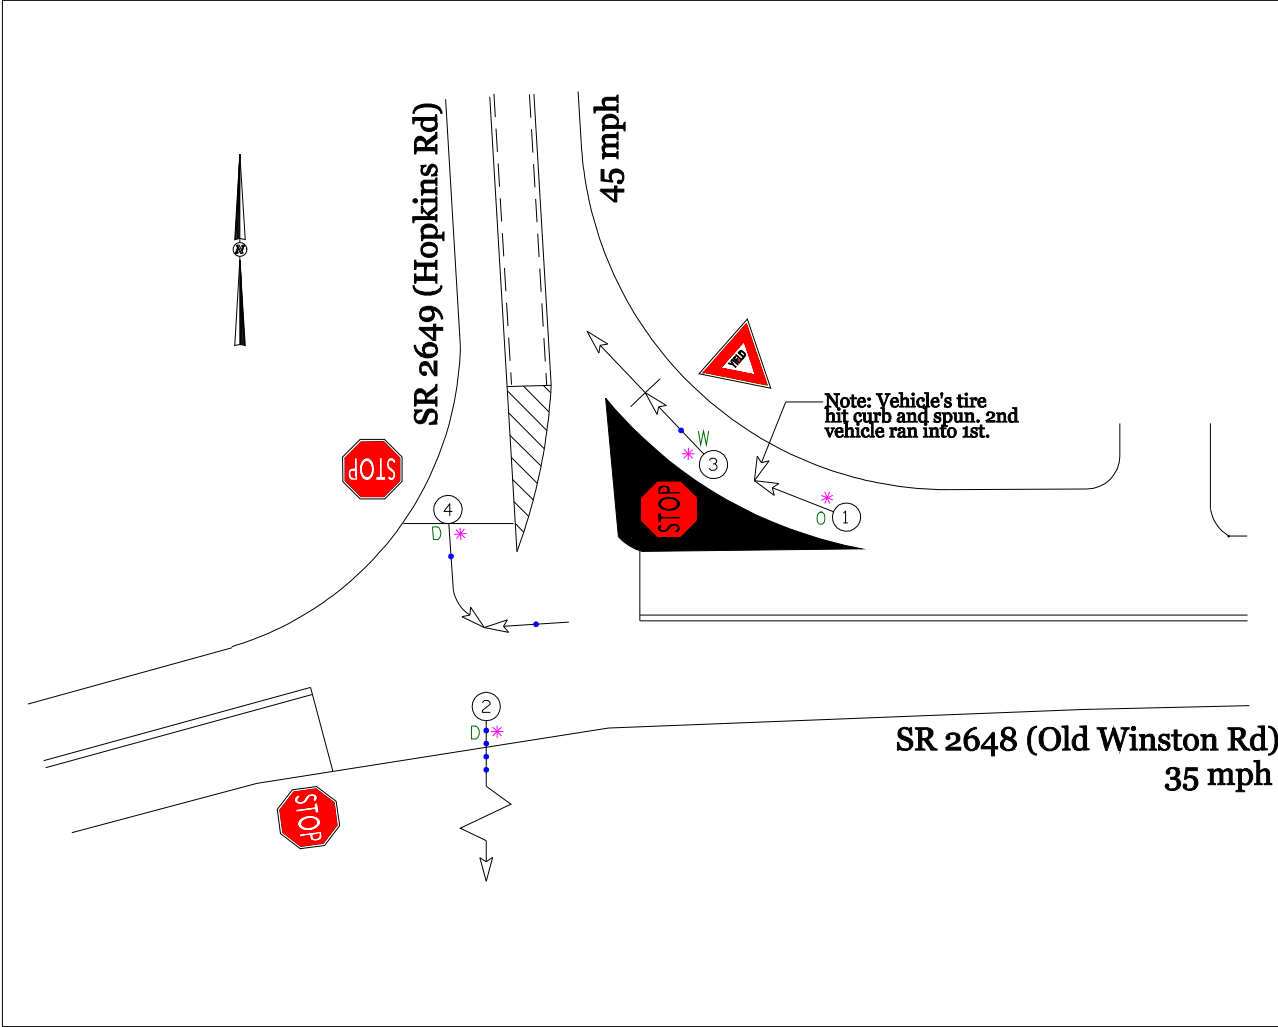 SR 2649 (Hopkins Rd)
45 mph
N
YIELD
Note: Vehicle's tire
hit curb and spun. 2nd
vehicle ran into 1st.
W
3
STOP
STOP
O
1
4
D
2
D
SR 2648 (Old Winston Rd)
35 mph
STOP